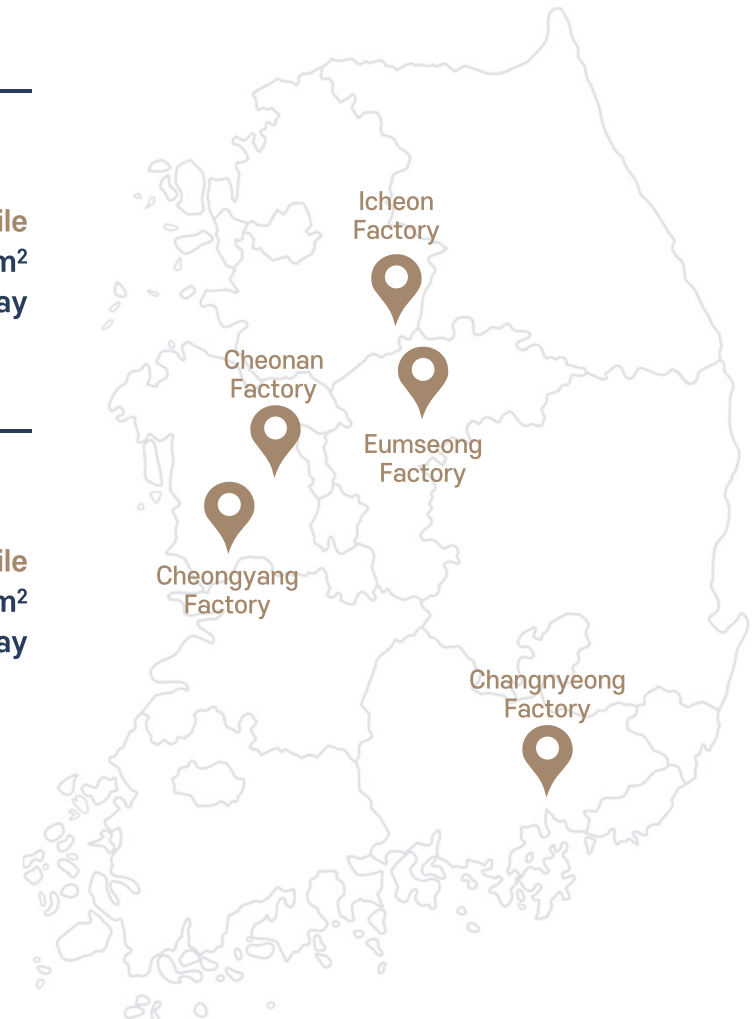 ile
m²
ay
ile
m²
ay
Icheon
Factory
Cheonan
Factory
Eumseong
Factory
Cheongyang
Factory
Changnyeong
Factory